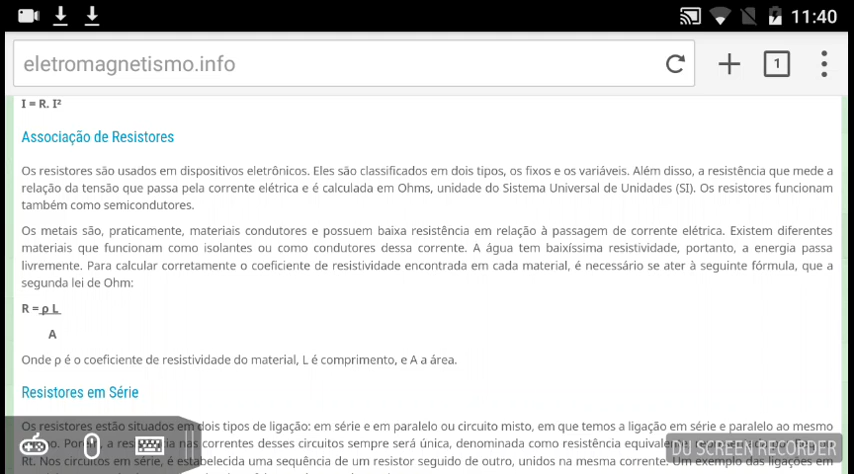 11:40
eletromagnetismo.info
1
I = R. I²
Associação de Resistores
Os resistores são usados em dispositivos eletrônicos. Eles são classificados em dois tipos, os fixos e os variáveis. Além disso, a resistência que mede a
relação da tensão que passa pela corrente elétrica e é calculada em Ohms, unidade do Sistema Universal de Unidades (SI). Os resistores funcionam
também como semicondutores.
Os metais são, praticamente, materiais condutores e possuem baixa resistência em relação à passagem de corrente elétrica. Existem diferentes
materiais que funcionam como isolantes ou como condutores dessa corrente. A água tem baixíssima resistividade, portanto, a energia passa
livremente. Para calcular corretamente o coeficiente de resistividade encontrada em cada material, é necessário se ater à seguinte fórmula, que a
segunda lei de Ohm:
R = ρ L
A
Onde ρ é o coeficiente de resistividade do material, L é comprimento, e A a área.
Resistores em Série
Os resistores estão situados em dois tipos de ligação: em série e em paralelo ou circuito misto, em que temos a ligação em série e paralelo ao mesmo
a nas correntes desses circuitos sempre será única, denominada como resistência
DU SCREEN RECORDER
Rt. Nos circuitos em série, é estabelecida uma sequência de um resistor seguido de outro, unidos na mesma corrente. Um exemplo das ligações em